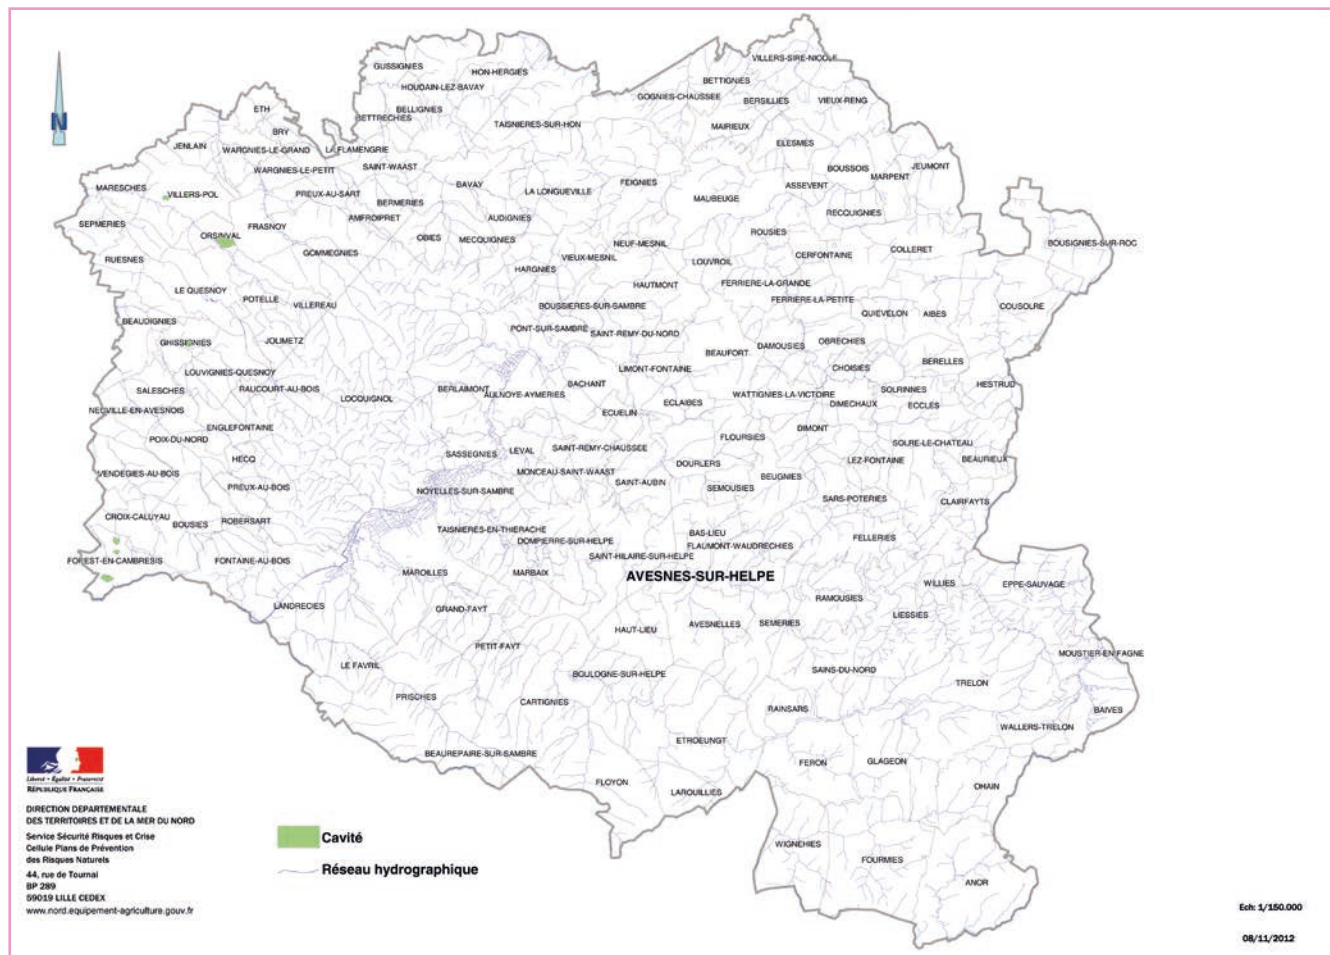 VILLERS-SIRE-NICOLE
GUSSIGNIES
HON-HERGIES
BETTIGNIES
HOUDAIN-LEZ-BAVAY
GOGNIES-CHAUSSEE
BERSILLIES
VIEUX-RENG
N
ETH
BELLIGNIES
BETTRECHIES
TAISNIERES-SUR-HON
MAIRIEUX
BRY
ELESMES
JENLAIN
WARGNIES-LE-GRAND
LA FLAMENGRIE
WARGNIES-LE-PETIT
SAINT-WAAST
BOUSSOIS
JEUMONT
MARPENT
MARESCHES
VILLERS-POL
PREUX-AU-SART
BAVAY
LA LONGUEVILLE
FEIGNIES
ASSEVENT
MAUBEUGE
BERMERIES
SEPMERIES
FRASNOY
AMFROIPRET
AUDIGNIES
RECQUIGNIES
ORSINVAL
OBIES
MECQUIGNIES
ROUSIES
NEUF-MESNIL
BOUSIGNIES-SUR-ROC
RUESNES
GOMMEGNIES
VIEUX-MESNIL
LOUVROIL
CERFONTAINE
COLLERET
HARGNIES
HAUTMONT
FERRIERE-LA-GRANDE
LE QUESNOY
POTELLE
VILLEREAU
BOUSSIERES-SUR-SAMBRE
FERRIERE-LA-PETITE
QUIEVELON
AIBES
COUSOLRE
BEAUDIGNIES
PONT-SUR-SAMBRE
SAINT-REMY-DU-NORD
GHISSIGNIES
JOLIMETZ
BEAUFORT
DAMOUSIES
OBRECHIES
BERELLES
LOUVIGNIES-QUESNOY
LIMONT-FONTAINE
CHOISIES
SALESCHES
RAUCOURT-AU-BOIS
LOCQUIGNOL
BERLAIMONT
AULNOYE-AYMERIES
BACHANT
ECLAIBES
WATTIGNIES-LA-VICTOIRE
SOLRINNES
HESTRUD
NEUVILLE-EN-AVESNOIS
ECUELIN
DIMECHAUX
ECCLES
ENGLEFONTAINE
DIMONT
POIX-DU-NORD
FLOURSIES
SOLRE-LE-CHATEAU
HECQ
SASSEGNIES
LEVAL
SAINT-REMY-CHAUSSEE
DOURLERS
LEZ-FONTAINE
BEAURIEUX
VENDEGIES-AU-BOIS
MONCEAU-SAINT-WAAST
SAINT-AUBIN
BEUGNIES
PREUX-AU-BOIS
NOYELLES-SUR-SAMBRE
SEMOUSIES
SARS-POTERIES
CLAIRFAYTS
CROIX-CALUYAU
BOUSIES
ROBERSART
TAISNIERES-EN-THIERACHE
DOMPIERRE-SUR-HELPE
BAS-LIEU
FLAUMONT-WAUDRECHIES
FELLERIES
FOREST-EN-CAMBRESIS
FONTAINE-AU-BOIS
SAINT-HILAIRE-SUR-HELPE
MAROILLES
MARBAIX
AVESNES-SUR-HELPE
WILLIES
EPPE-SAUVAGE
LANDRECIES
GRAND-FAYT
RAMOUSIES
LIESSIES
HAUT-LIEU
AVESNELLES
SEMERIES
PETIT-FAYT
MOUSTIER-EN-FAGNE
LE FAVRIL
BOULOGNE-SUR-HELPE
SAINS-DU-NORD
TRELON
PRISCHES
CARTIGNIES
RAINSARS
BAIVES
WALLERS-TRELON
ETROEUNGT
BEAUREPAIRE-SUR-SAMBRE
FERON
GLAGEON
FLOYON
LAROUILLIES
OHAIN
WIGNEHIES
FOURMIES
ANOR
Liberté • Égalité • Fraternité
RÉPUBLIQUE FRANÇAISE
DIRECTION DEPARTEMENTALE
DES TERRITOIRES ET DE LA MER DU NORD
Service Sécurité Risques et Crise
Cellule Plans de Prévention
des Risques Naturels
44, rue de Tournai
BP 289
59019 LILLE CEDEX
www.nord.equipement-agriculture.gouv.fr
Cavité
Réseau hydrographique
Ech: 1/150.000
08/11/2012